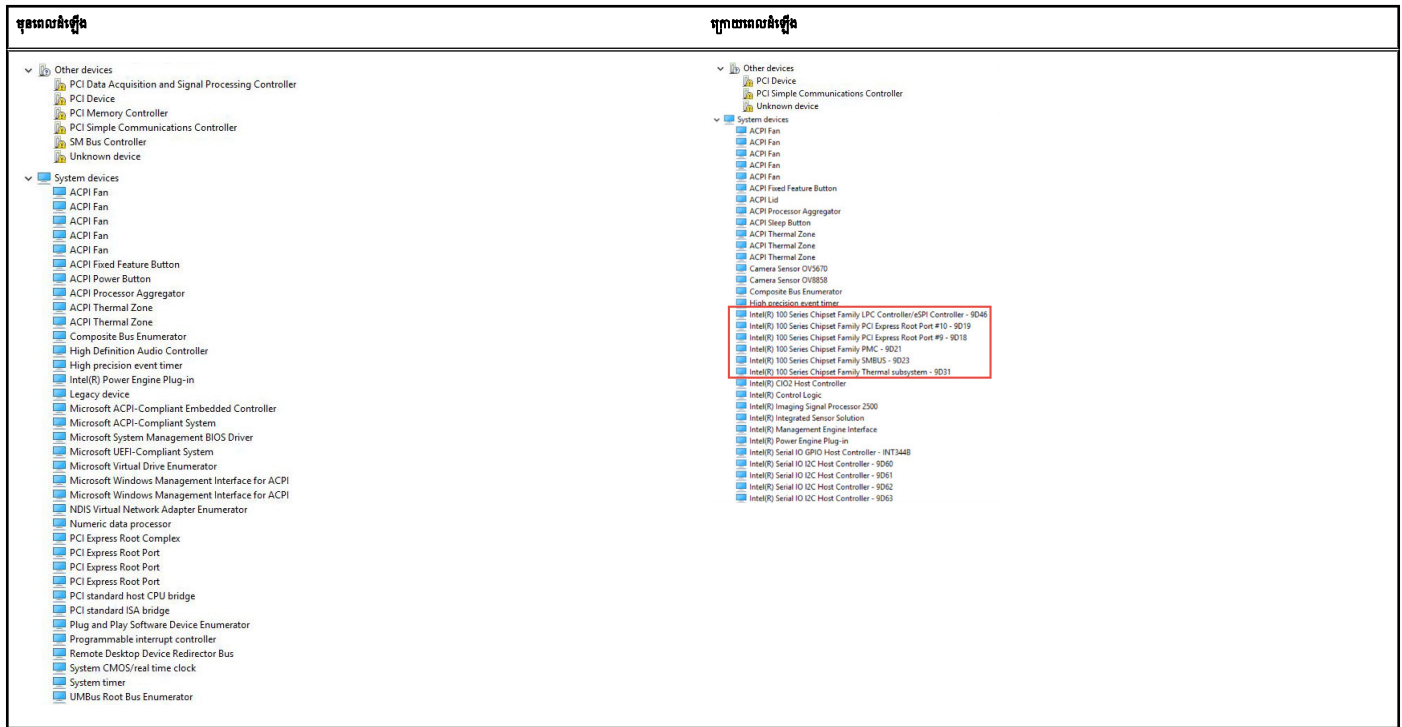 មុនពេលដំឡើង
Other devices
PCI Data Acquisition and Signal Processing Controller
PCI Device
PCI Memory Controller
PCI Simple Communications Controller
SM Bus Controller
Unknown device
System devices
ACPI Fan
ACPI Fan
ACPI Fan
ACPI Fan
ACPI Fan
ACPI Fixed Feature Button
ACPI Power Button
ACPI Processor Aggregator
ACPI Thermal Zone
ACPI Thermal Zone
Composite Bus Enumerator
High Definition Audio Controller
High precision event timer
Intel(R) Power Engine Plug-in
Legacy device
Microsoft ACPI-Compliant Embedded Controller
Microsoft ACPI-Compliant System
Microsoft System Management BIOS Driver
Microsoft UEFI-Compliant System
Microsoft Virtual Drive Enumerator
Microsoft Windows Management Interface for ACPI
Microsoft Windows Management Interface for ACPI
NDIS Virtual Network Adapter Enumerator
Numeric data processor
PCI Express Root Complex
PCI Express Root Port
PCI Express Root Port
PCI Express Root Port
PCI standard host CPU bridge
PCI standard ISA bridge
Plug and Play Software Device Enumerator
Programmable interrupt controller
Remote Desktop Device Redirector Bus
System CMOS/real time clock
System timer
UMBus Root Bus Enumerator
ក្រោយពេលដំឡើង
Other devices
PCI Device
PCI Simple Communications Controller
Unknown device
System devices
ACPI Fan
ACPI Fan
ACPI Fan
ACPI Fan
ACPI Fan
ACPI Fixed Feature Button
ACPI Lid
ACPI Processor Aggregator
ACPI Sleep Button
ACPI Thermal Zone
ACPI Thermal Zone
ACPI Thermal Zone
Camera Sensor OV5670
Camera Sensor OV8858
Composite Bus Enumerator
High precision event timer
Intel(R) 100 Series Chipset Family LPC Controller/eSPI Controller - 9D46
Intel(R) 100 Series Chipset Family PCI Express Root Port #10 - 9D19
Intel(R) 100 Series Chipset Family PCI Express Root Port #9 - 9D18
Intel(R) 100 Series Chipset Family PMC - 9D21
Intel(R) 100 Series Chipset Family SMBUS - 9D23
Intel(R) 100 Series Chipset Family Thermal subsystem - 9D31
Intel(R) CIO2 Host Controller
Intel(R) Control Logic
Intel(R) Imaging Signal Processor 2500
Intel(R) Integrated Sensor Solution
Intel(R) Management Engine Interface
Intel(R) Power Engine Plug-in
Intel(R) Serial IO GPIO Host Controller - INT344B
Intel(R) Serial IO I2C Host Controller - 9D60
Intel(R) Serial IO I2C Host Controller - 9D61
Intel(R) Serial IO I2C Host Controller - 9D62
Intel(R) Serial IO I2C Host Controller - 9D63